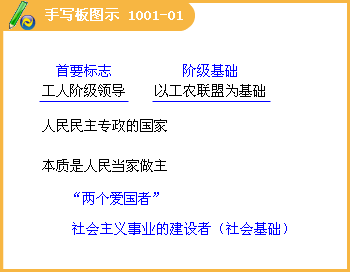 手写板图示 1001-01
首要标志 阶级基础
工人阶级领导 以工农联盟为基础
人民民主专政的国家
本质是人民当家做主
“两个爱国者”
社会主义事业的建设者（社会基础）